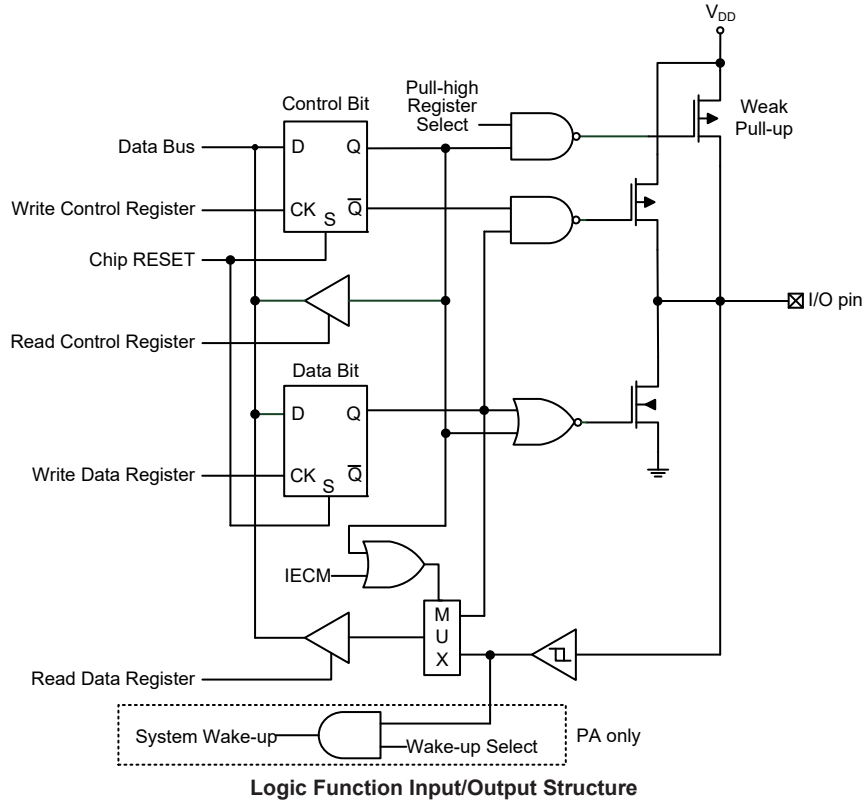 VDD
Pull-high
Register
Select
Weak
Pull-up
Control Bit
Data Bus
D
Q
Write Control Register
CK
S
Q̅
Chip RESET
I/O pin
Read Control Register
Data Bit
D
Q
Write Data Register
CK
S
Q̅
IECM
M
U
X
Read Data Register
System Wake-up
Wake-up Select
PA only
Logic Function Input/Output Structure